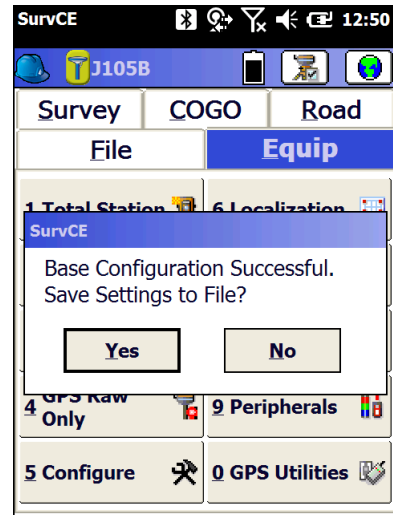 SurvCE 12:50
J105B
Survey COGO Road
File Equip
1 Total Station 6 Localization
SurvCE
Base Configuration Successful.
Save Settings to File?
Yes No
4 GPS Raw Only 9 Peripherals
5 Configure 0 GPS Utilities